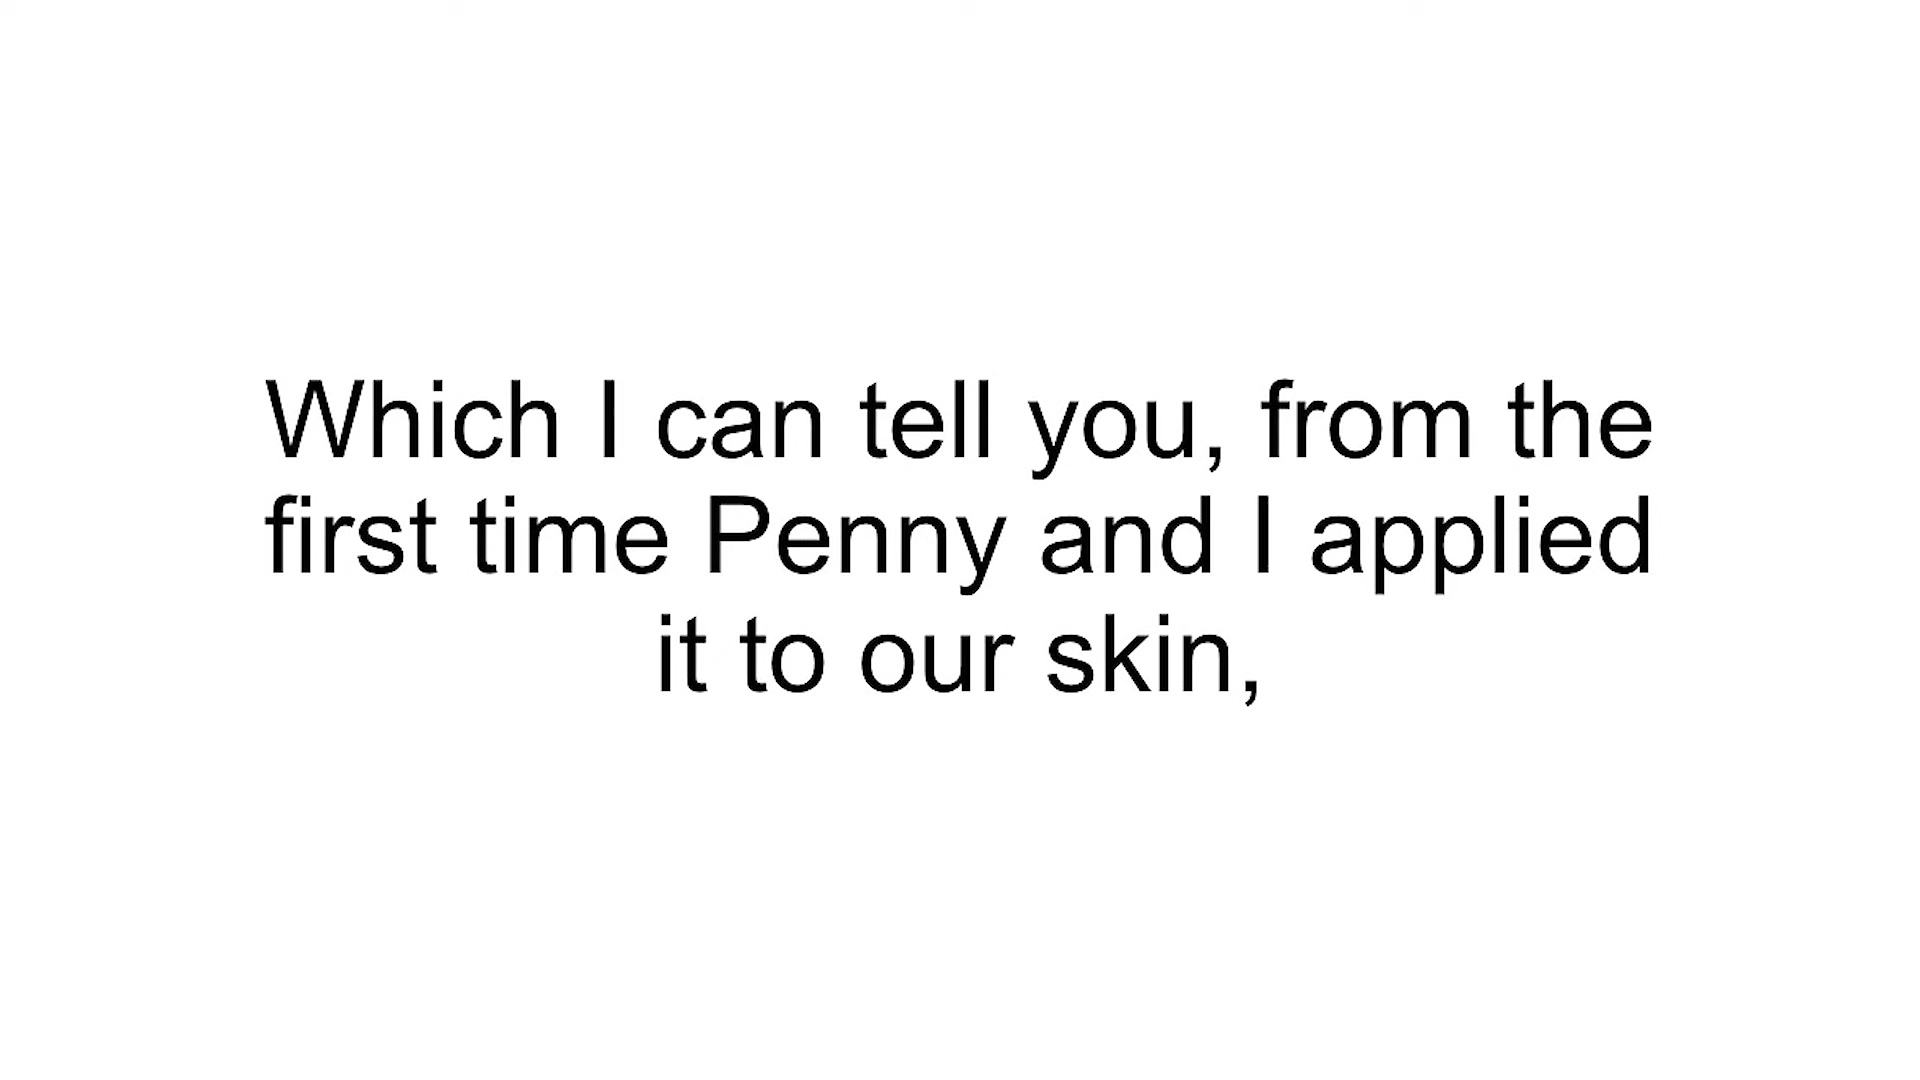 Which I can tell you, from the
first time Penny and I applied
it to our skin,